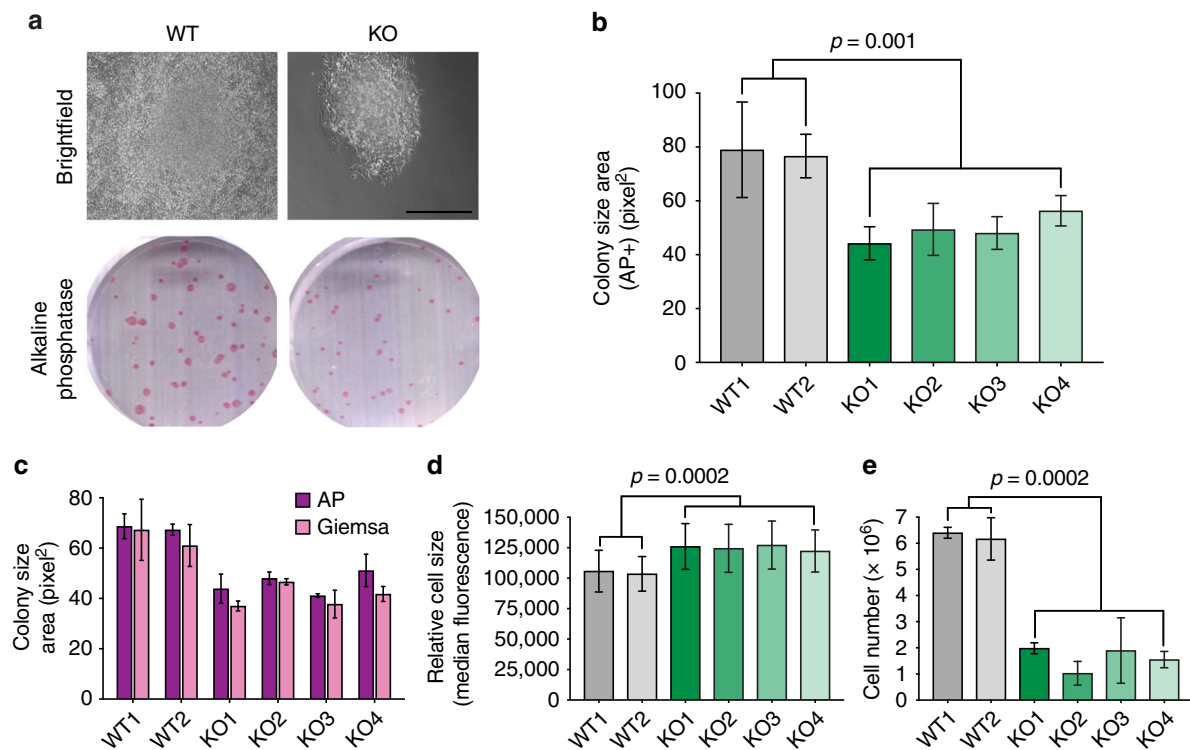 a
WT
KO
Brightfield
Alkaline
phosphatase
b
p = 0.001
Colony size area
(AP+) (pixel²)
100
80
60
40
20
0
WT1
WT2
KO1
KO2
KO3
KO4
c
AP
Giemsa
Colony size
area (pixel²)
80
60
40
20
0
WT1
WT2
KO1
KO2
KO3
KO4
d
p = 0.0002
Relative cell size
(median fluorescence)
150,000
125,000
100,000
75,000
50,000
25,000
0
WT1
WT2
KO1
KO2
KO3
KO4
e
p = 0.0002
Cell number (× 10⁶)
7
6
5
4
3
2
1
0
WT1
WT2
KO1
KO2
KO3
KO4